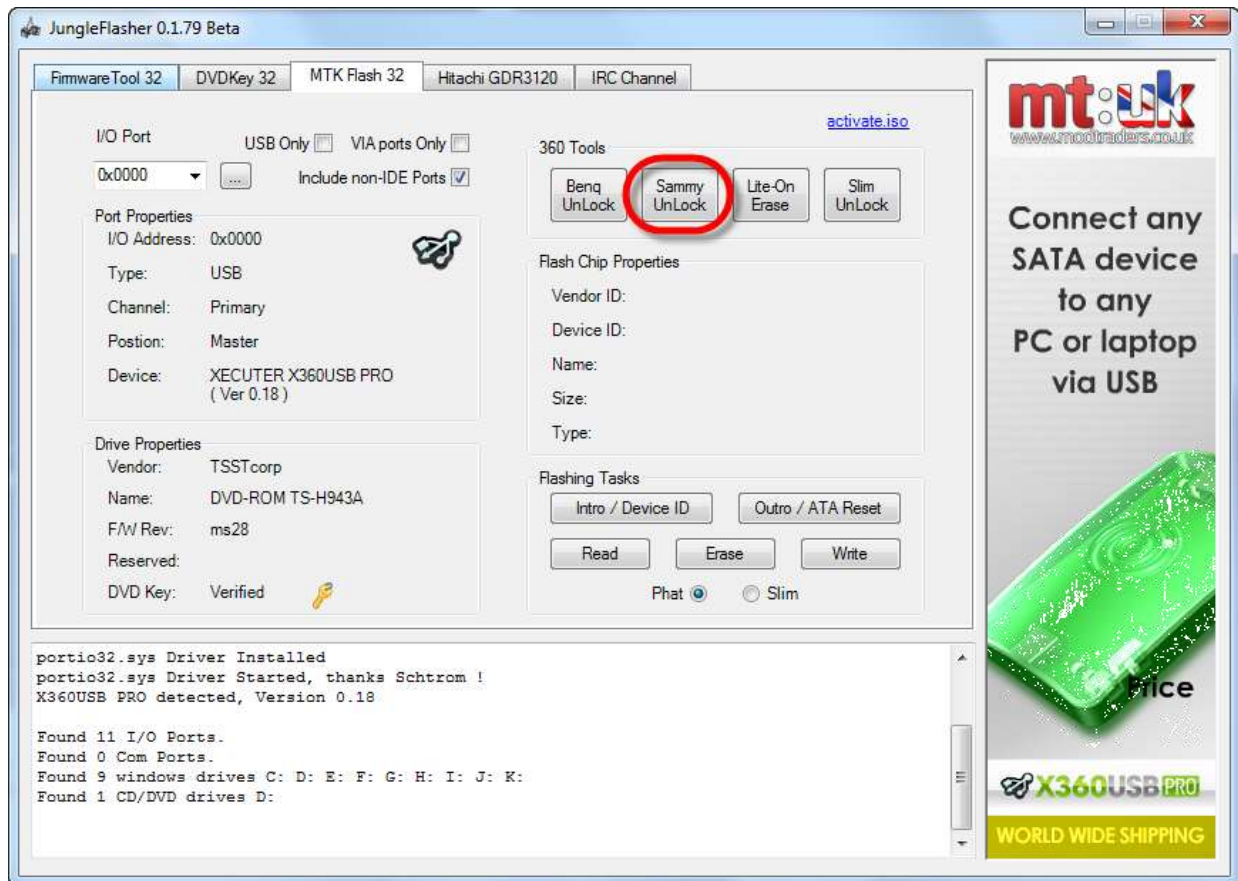 JungleFlasher 0.1.79 Beta
FirmwareTool 32
DVDKey 32
MTK Flash 32
Hitachi GDR3120
IRC Channel
I/O Port
USB Only
VIA ports Only
0x0000
...
Include non-IDE Ports
Port Properties
I/O Address: 0x0000
Type: USB
Channel: Primary
Postion: Master
Device: XECUTER X360USB PRO
( Ver 0.18 )
Drive Properties
Vendor: TSSTcorp
Name: DVD-ROM TS-H943A
F/W Rev: ms28
Reserved:
DVD Key: Verified
activate.iso
360 Tools
Benq
UnLock
Sammy
UnLock
Lite-On
Erase
Slim
UnLock
Flash Chip Properties
Vendor ID:
Device ID:
Name:
Size:
Type:
Flashing Tasks
Intro / Device ID
Outro / ATA Reset
Read
Erase
Write
Phat
Slim
portio32.sys Driver Installed
portio32.sys Driver Started, thanks Schtrom !
X360USB PRO detected, Version 0.18
Found 11 I/O Ports.
Found 0 Com Ports.
Found 9 windows drives C: D: E: F: G: H: I: J: K:
Found 1 CD/DVD drives D:
mt:uk
www.modtraders.co.uk
Connect any
SATA device
to any
PC or laptop
via USB
Price
X360USB PRO
WORLD WIDE SHIPPING